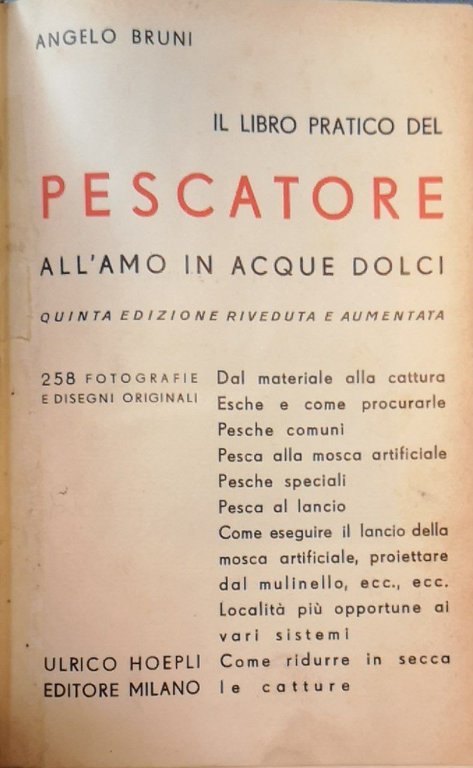 ANGELO BRUNI
IL LIBRO PRATICO DEL
PESCATORE
ALL'AMO IN ACQUE DOLCI
QUINTA EDIZIONE RIVEDUTA E AUMENTATA
258 FOTOGRAFIE
E DISEGNI ORIGINALI
Dal materiale alla cattura
Esche e come procurarle
Pesche comuni
Pesca alla mosca artificiale
Pesche speciali
Pesca al lancio
Come eseguire il lancio della
mosca artificiale, proiettare
dal mulinello, ecc., ecc.
Località più opportune ai
vari sistemi
Come ridurre in secca
le catture
ULRICO HOEPLI
EDITORE MILANO